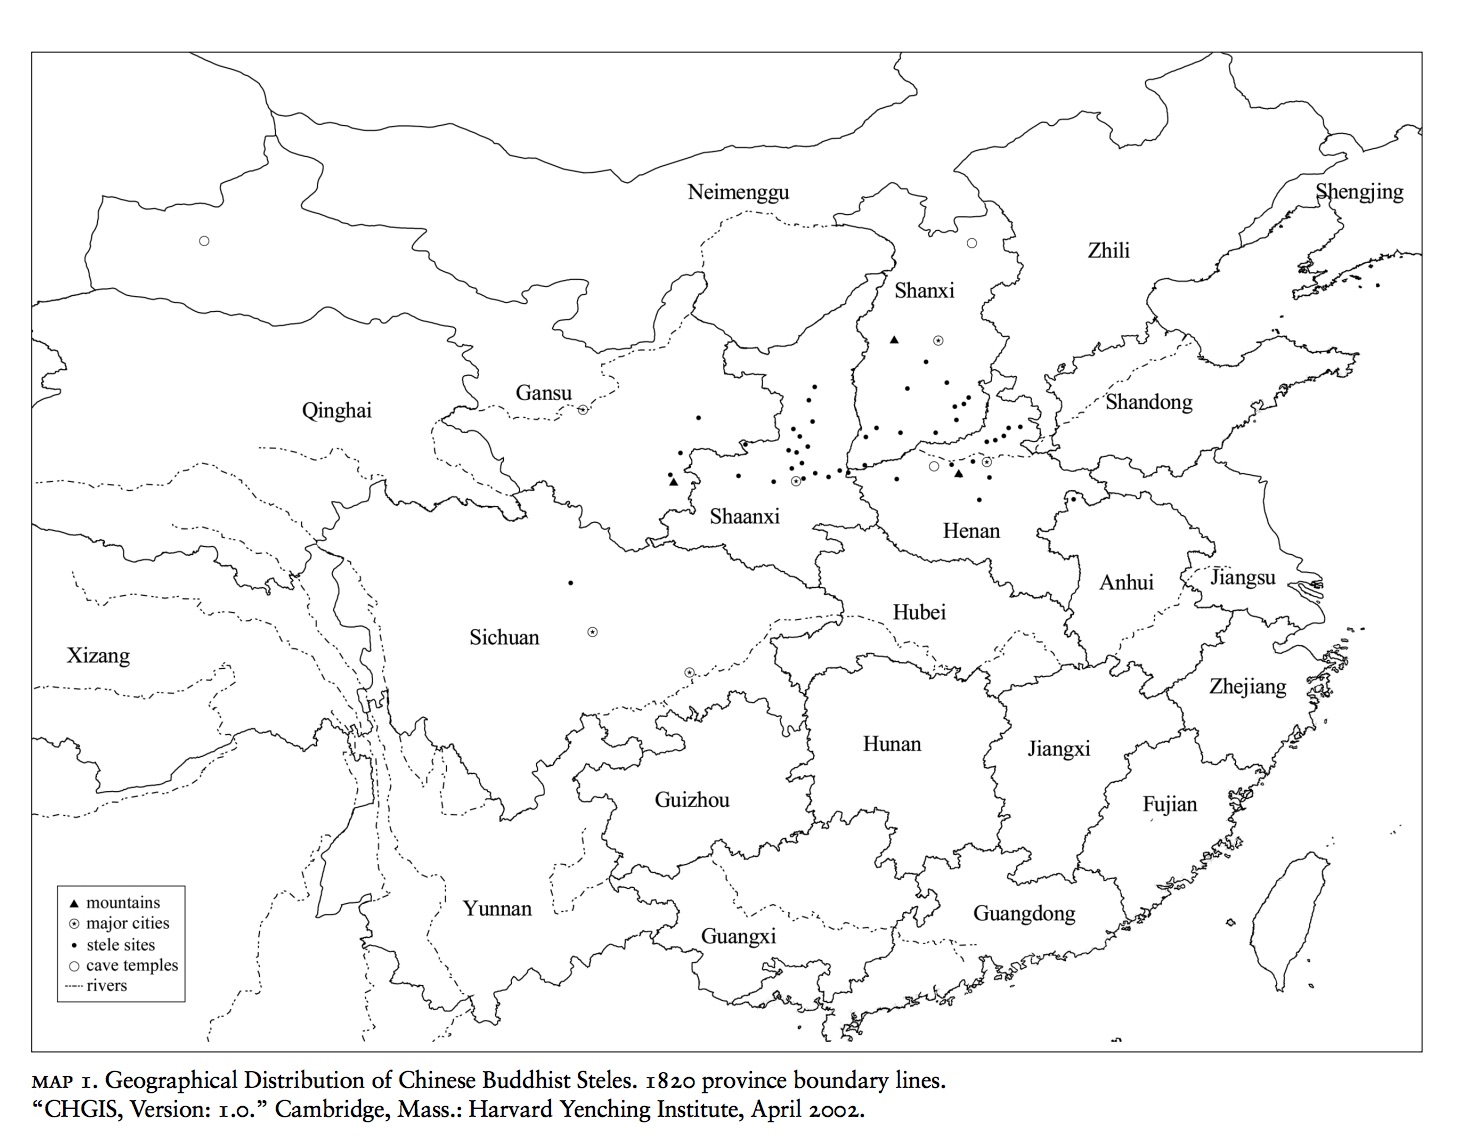 Neimenggu
Shengjing
Zhili
Shanxi
Gansu
Qinghai
Shandong
Shaanxi
Henan
Anhui
Jiangsu
Hubei
Sichuan
Xizang
Zhejiang
Hunan
Jiangxi
Guizhou
Fujian
Yunnan
Guangxi
Guangdong
mountains
major cities
stele sites
cave temples
rivers
MAP 1. Geographical Distribution of Chinese Buddhist Steles. 1820 province boundary lines.
“CHGIS, Version: 1.0.” Cambridge, Mass.: Harvard Yenching Institute, April 2002.